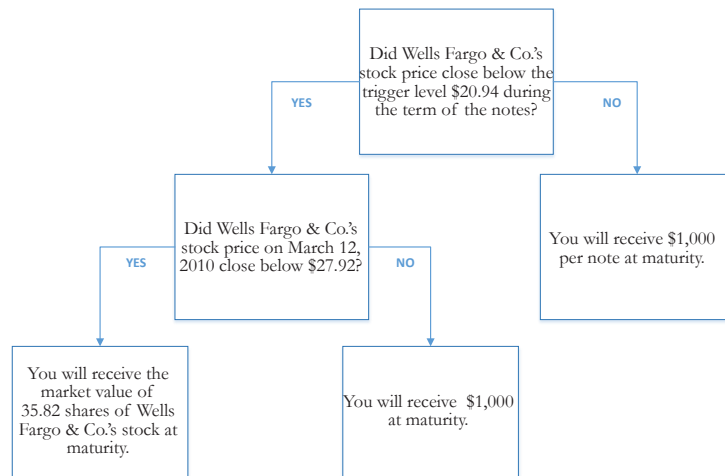 Did Wells Fargo & Co.'s
stock price close below the
trigger level $20.94 during
the term of the notes?
YES
NO
Did Wells Fargo & Co.'s
stock price on March 12,
2010 close below $27.92?
You will receive $1,000
per note at maturity.
YES
NO
You will receive the
market value of
35.82 shares of Wells
Fargo & Co.'s stock at
maturity.
You will receive $1,000
at maturity.